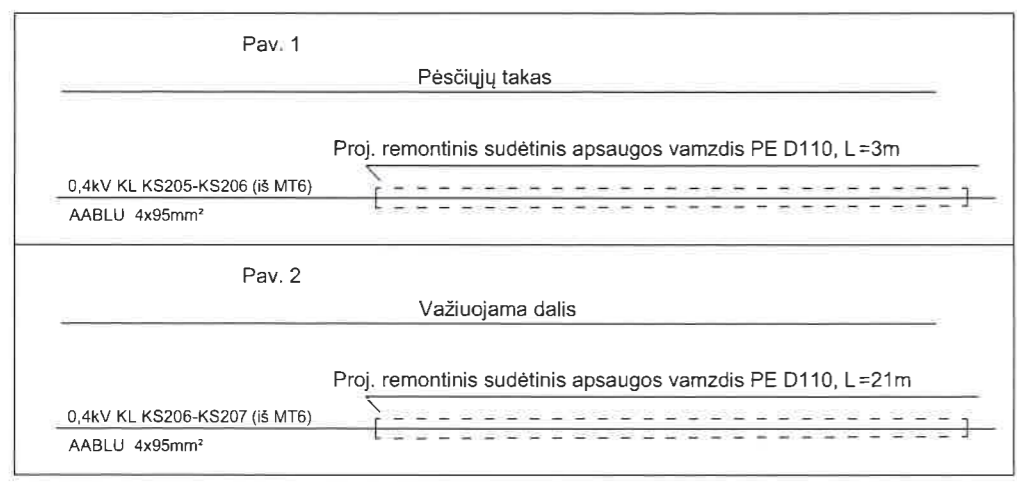 Pav. 1
Pėsčiųjų takas
Proj. remontinis sudėtinis apsaugos vamzdis PE D110, L=3m
0,4kV KL KS205-KS206 (iš MT6)
AABLU 4x95mm²
Pav. 2
Važiuojama dalis
Proj. remontinis sudėtinis apsaugos vamzdis PE D110, L=21m
0,4kV KL KS206-KS207 (iš MT6)
AABLU 4x95mm²